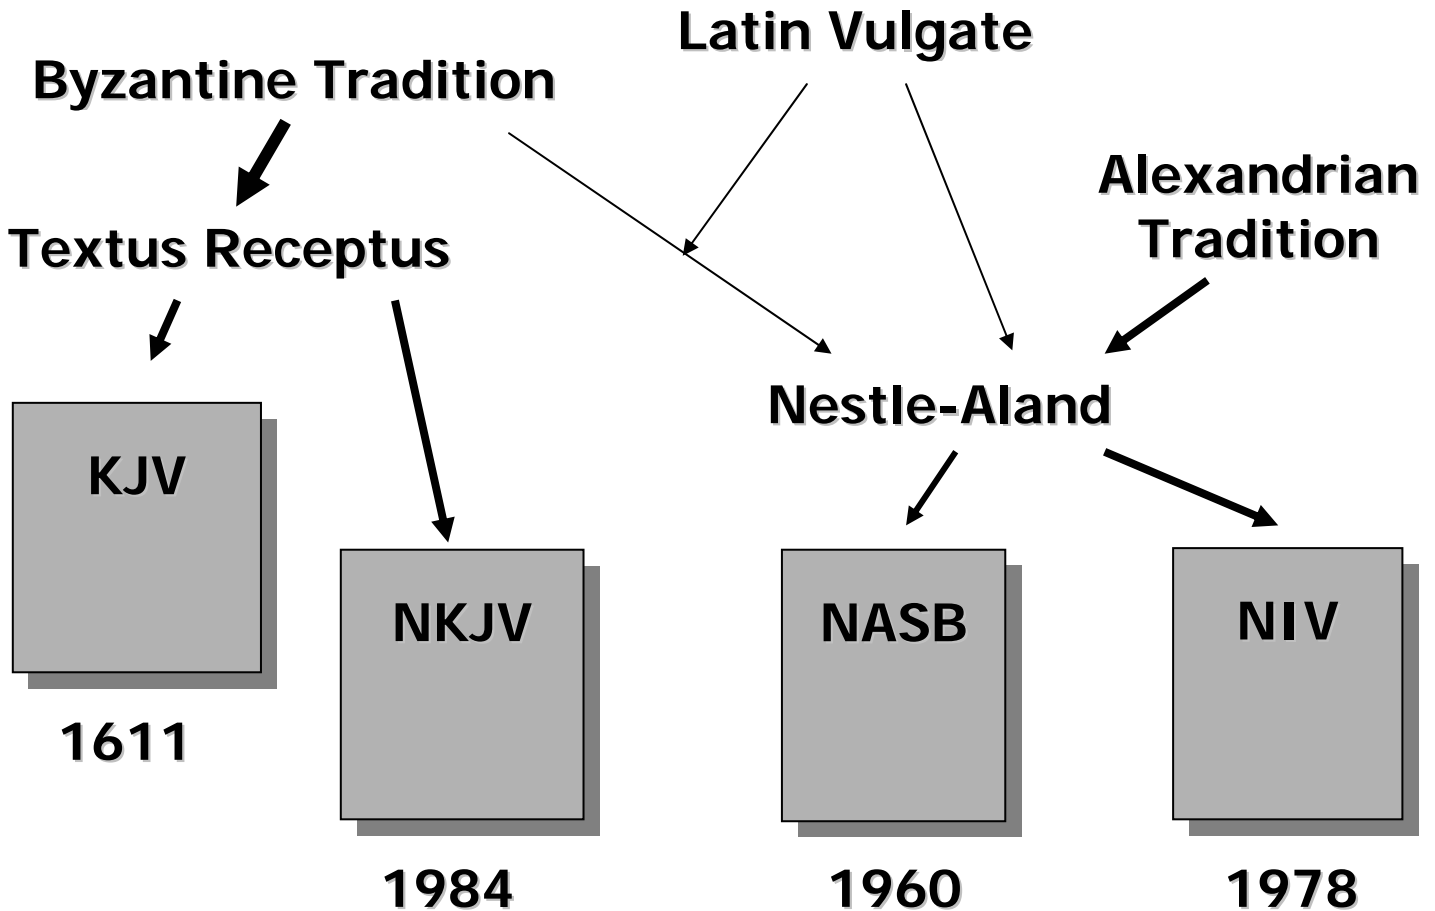 Latin Vulgate
Byzantine Tradition
Alexandrian
Tradition
Textus Receptus
Nestle-Aland
KJV
NKJV
NASB
NIV
1611
1984
1960
1978